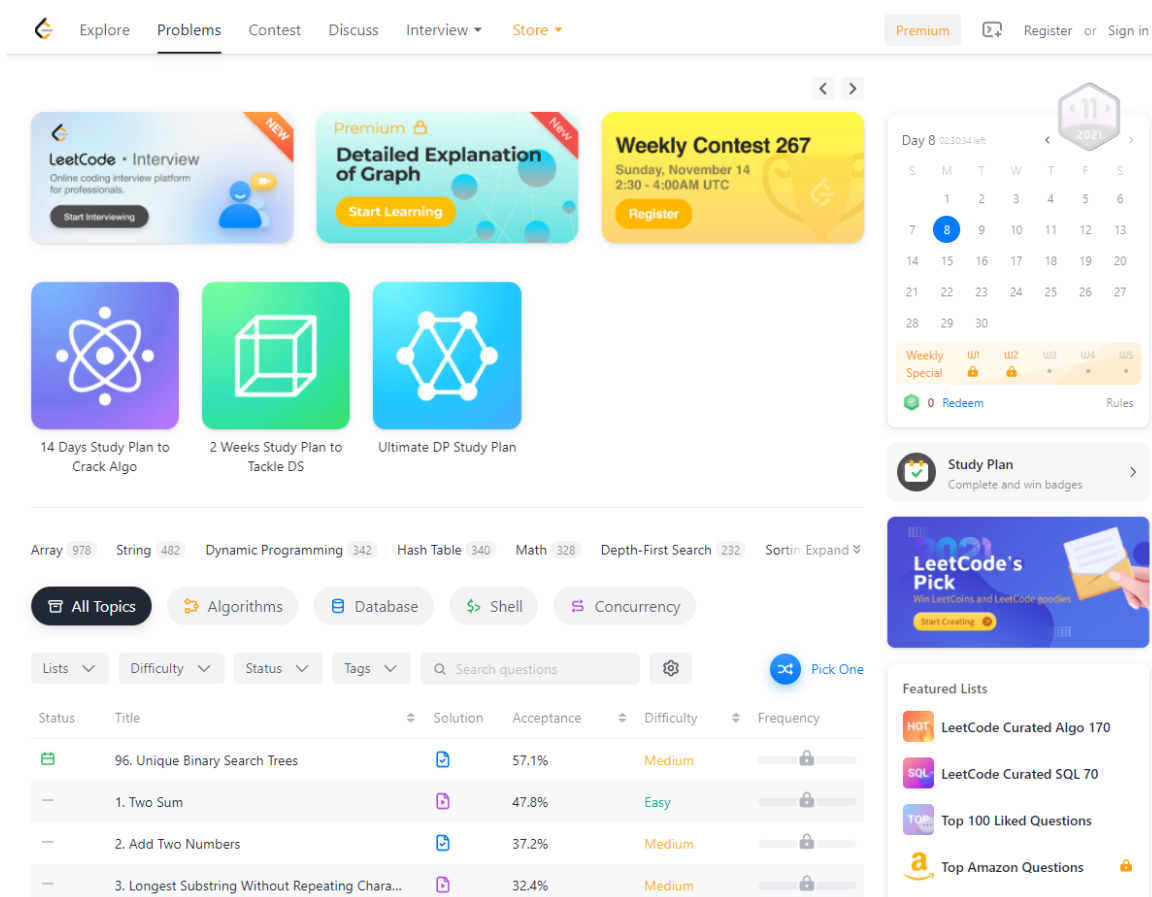 Explore Problems Contest Discuss Interview Store Premium Register or Sign in
LeetCode • Interview
Online coding interview platform
for professionals.
Start Interviewing
NEW
Premium
Detailed Explanation
of Graph
Start Learning
New
Weekly Contest 267
Sunday, November 14
2:30 - 4:00AM UTC
Register
14 Days Study Plan to
Crack Algo
2 Weeks Study Plan to
Tackle DS
Ultimate DP Study Plan
Array 978 String 482 Dynamic Programming 342 Hash Table 340 Math 328 Depth-First Search 232 Sortin Expand
All Topics Algorithms Database Shell Concurrency
Lists Difficulty Status Tags Search questions Pick One
Status Title Solution Acceptance Difficulty Frequency
96. Unique Binary Search Trees 57.1% Medium
1. Two Sum 47.8% Easy
2. Add Two Numbers 37.2% Medium
3. Longest Substring Without Repeating Chara... 32.4% Medium
11
2021
Day 8 02:30:34 left
S M T W T F S
1 2 3 4 5 6
7 8 9 10 11 12 13
14 15 16 17 18 19 20
21 22 23 24 25 26 27
28 29 30
Weekly W1 W2 W3 W4 W5
Special
0 Redeem Rules
Study Plan
Complete and win badges
2021
LeetCode's
Pick
Win LeetCoins and LeetCode goodies
Start Creating
Featured Lists
HOT LeetCode Curated Algo 170
SQL LeetCode Curated SQL 70
TOP Top 100 Liked Questions
a Top Amazon Questions